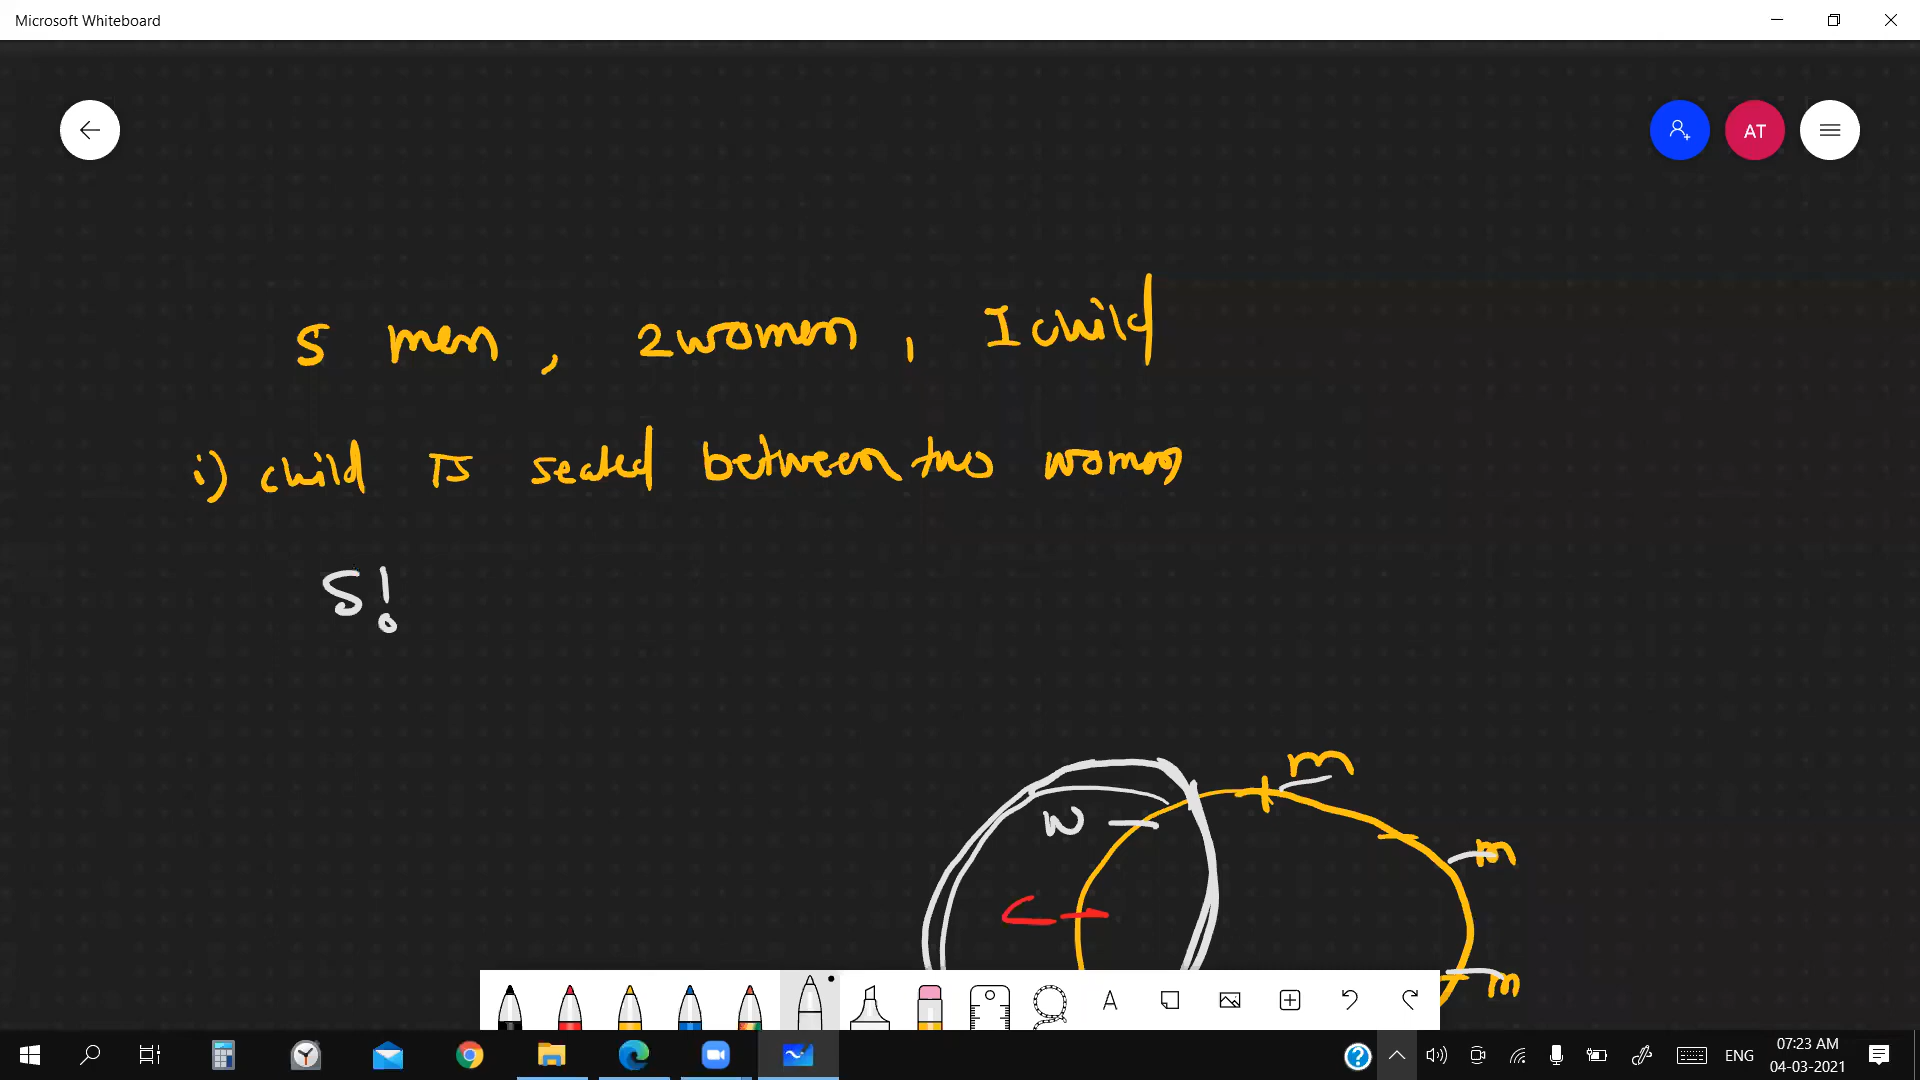 Microsoft Whiteboard
AT
5 men, 2 women, 1 child
i) child is seated between two women
5!
m
W
m
C
m
A
ENG
07:23 AM
04-03-2021